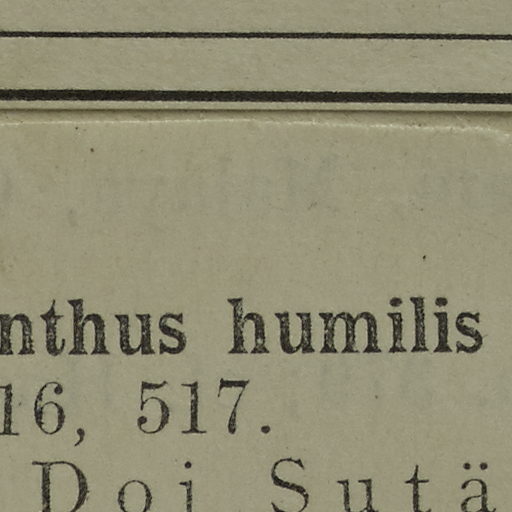 nthus humilis
16, 517.
Doi Sutä